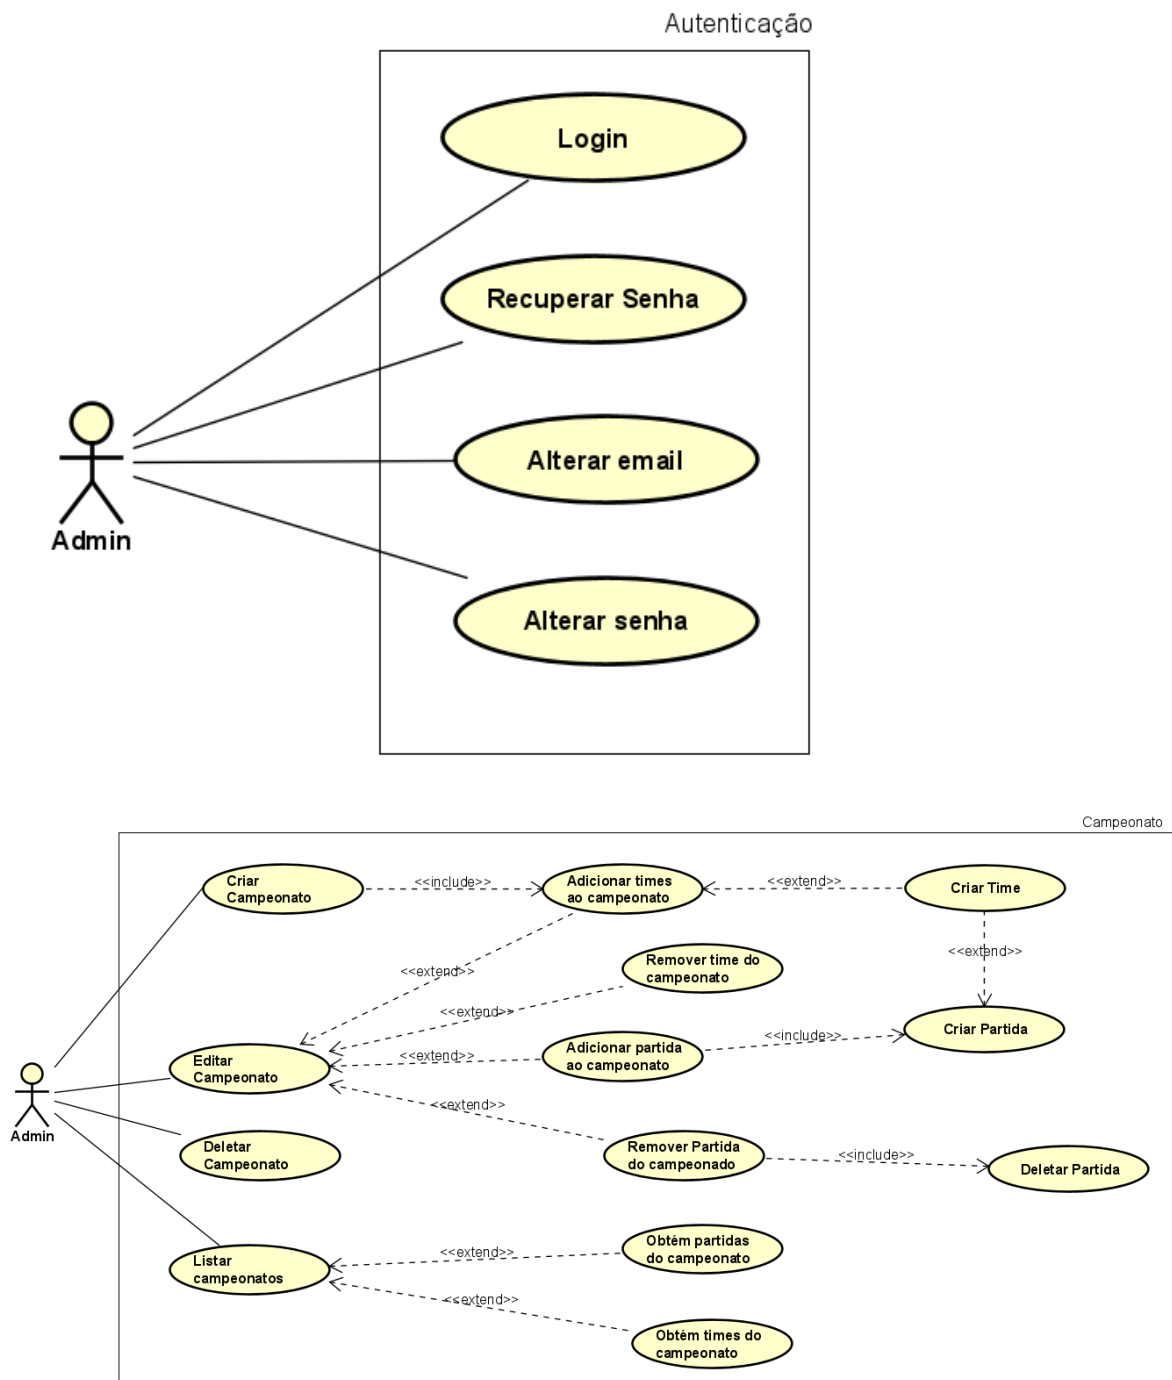 Autenticação
Login
Recuperar Senha
Alterar email
Admin
Alterar senha
Campeonato
Criar
Campeonato
<<include>>
Adicionar times
ao campeonato
<<extend>>
Criar Time
<<extend>>
<<extend>>
Remover time do
campeonato
<<extend>>
Criar Partida
<<include>>
Adicionar partida
ao campeonato
<<extend>>
Editar
Campeonato
<<extend>>
Admin
Deletar
Campeonato
Remover Partida
do campeonado
<<include>>
Deletar Partida
Listar
campeonatos
<<extend>>
Obtém partidas
do campeonato
<<extend>>
Obtém times do
campeonato